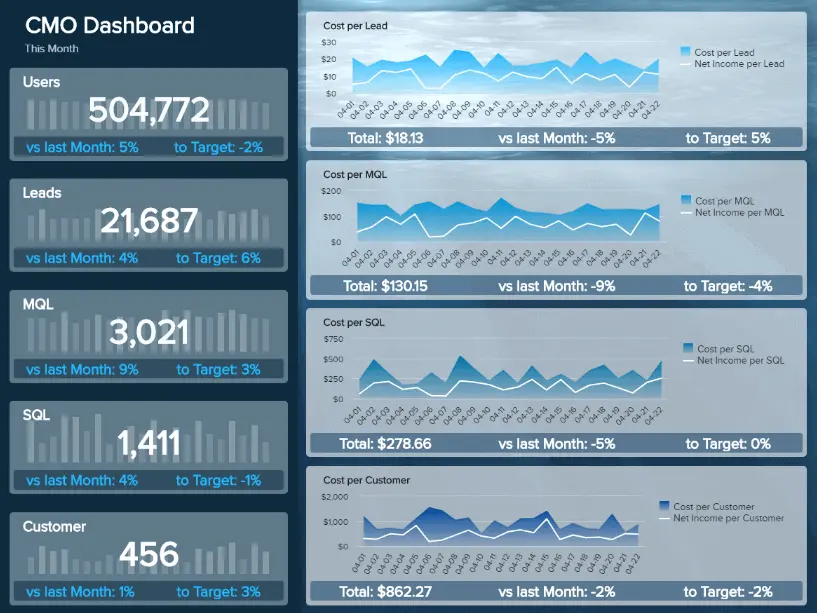 CMO Dashboard
This Month
Users
504,772
vs last Month: 5% to Target: -2%
Leads
21,687
vs last Month: 4% to Target: 6%
MQL
3,021
vs last Month: 9% to Target: 3%
SQL
1,411
vs last Month: 4% to Target: -1%
Customer
456
vs last Month: 1% to Target: 3%
Cost per Lead
$30
$20
$10
$0
04-01 04-02 04-03 04-04 04-05 04-06 04-07 04-08 04-09 04-10 04-11 04-12 04-13 04-14 04-15 04-16 04-17 04-18 04-19 04-20 04-21 04-22
Cost per Lead
Net Income per Lead
Total: $18.13 vs last Month: -5% to Target: 5%
Cost per MQL
$200
$100
$0
04-01 04-02 04-03 04-04 04-05 04-06 04-07 04-08 04-09 04-10 04-11 04-12 04-13 04-14 04-15 04-16 04-17 04-18 04-19 04-20 04-21 04-22
Cost per MQL
Net Income per MQL
Total: $130.15 vs last Month: -9% to Target: -4%
Cost per SQL
$750
$500
$250
$0
04-01 04-02 04-03 04-04 04-05 04-06 04-07 04-08 04-09 04-10 04-11 04-12 04-13 04-14 04-15 04-16 04-17 04-18 04-19 04-20 04-21 04-22
Cost per SQL
Net Income per SQL
Total: $278.66 vs last Month: -5% to Target: 0%
Cost per Customer
$2,000
$1,000
$0
04-01 04-02 04-03 04-04 04-05 04-06 04-07 04-08 04-09 04-10 04-11 04-12 04-13 04-14 04-15 04-16 04-17 04-18 04-19 04-20 04-21 04-22
Cost per Customer
Net Income per Customer
Total: $862.27 vs last Month: -2% to Target: -2%